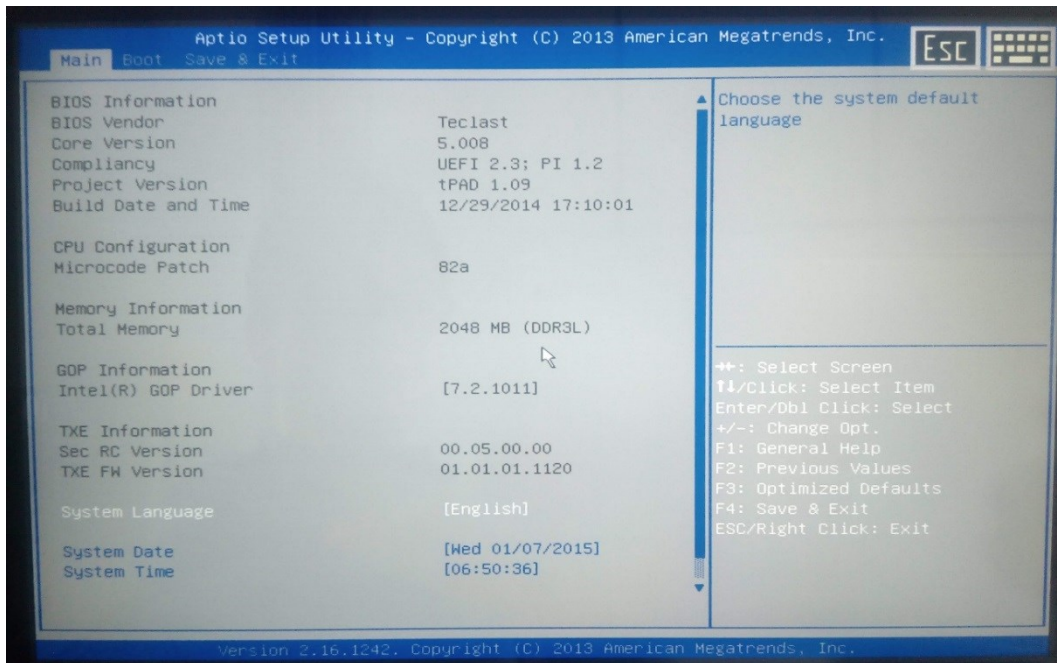 Aptio Setup Utility – Copyright (C) 2013 American Megatrends, Inc.
Esc
Main Boot Save & Exit
BIOS Information
BIOS Vendor Teclast
Core Version 5.008
Compliancy UEFI 2.3; PI 1.2
Project Version tPAD 1.09
Build Date and Time 12/29/2014 17:10:01
CPU Configuration
Microcode Patch 82a
Memory Information
Total Memory 2048 MB (DDR3L)
GOP Information
Intel(R) GOP Driver [7.2.1011]
TXE Information
Sec RC Version 00.05.00.00
TXE FW Version 01.01.01.1120
System Language [English]
System Date [Wed 01/07/2015]
System Time [06:50:36]
Choose the system default
language
→←: Select Screen
↑↓/Click: Select Item
Enter/Dbl Click: Select
+/-: Change Opt.
F1: General Help
F2: Previous Values
F3: Optimized Defaults
F4: Save & Exit
ESC/Right Click: Exit
Version 2.16.1242. Copyright (C) 2013 American Megatrends, Inc.